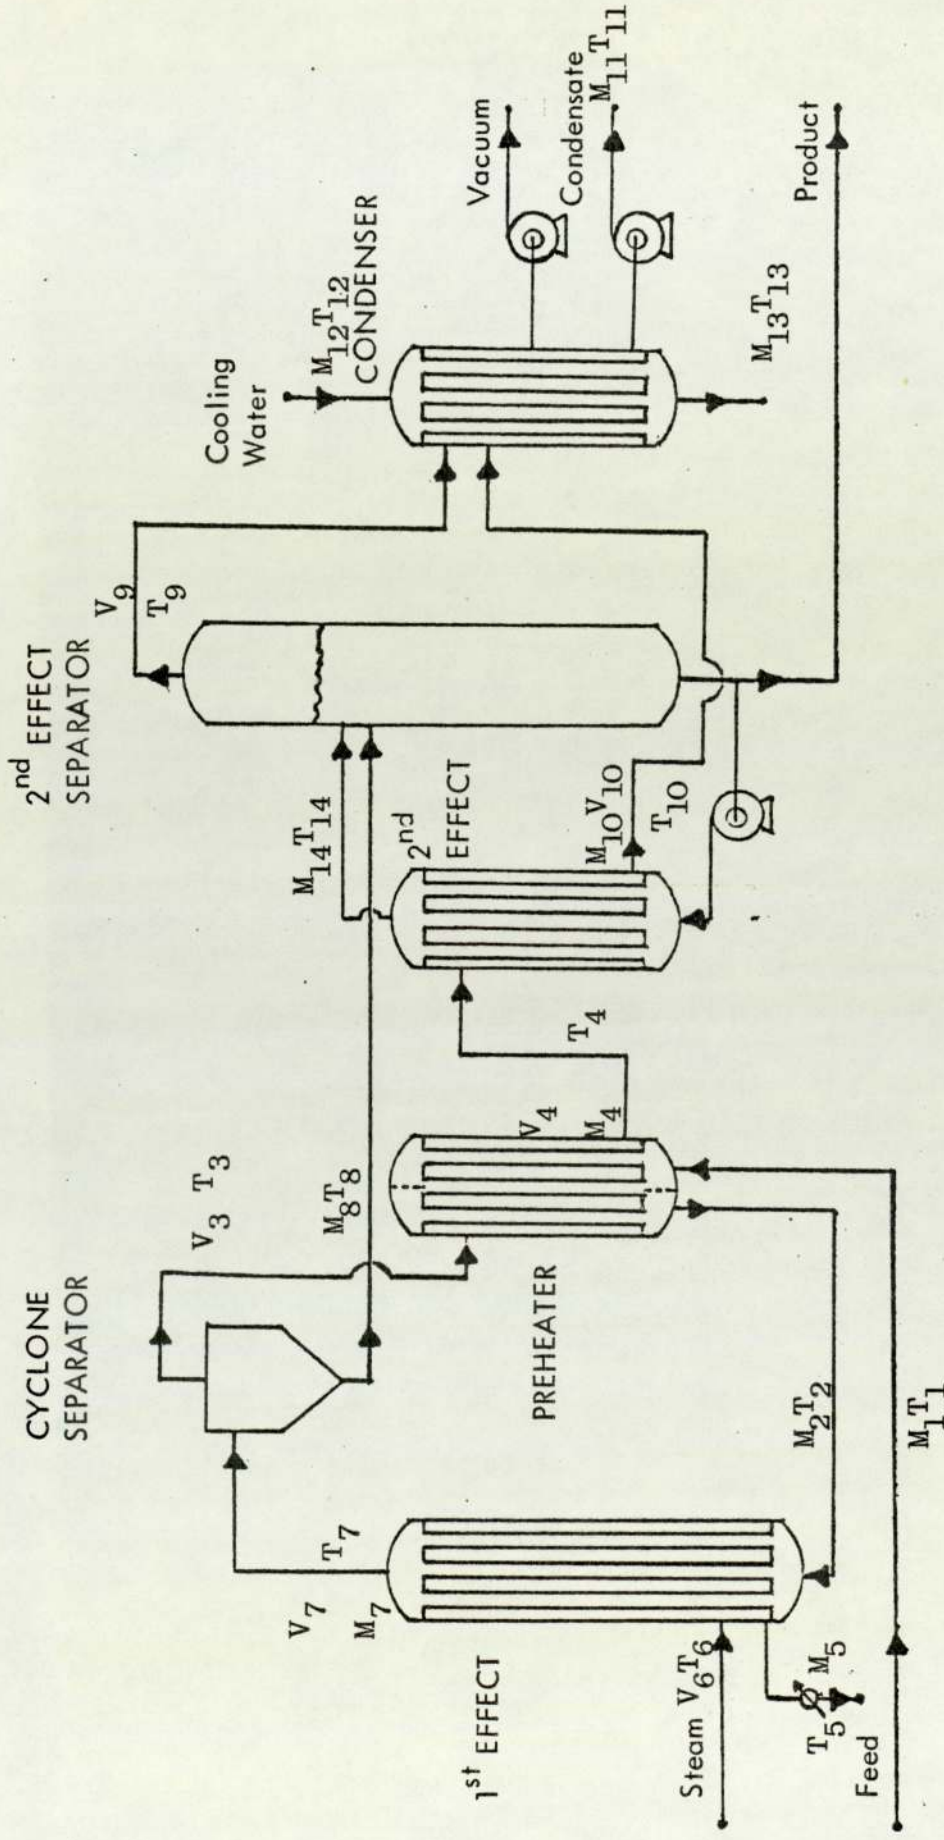 1st EFFECT
Steam V6T6
T5 M5
Feed
V7
M7
T7
CYCLONE
SEPARATOR
V3 T3
M8T8
PREHEATER
M2T2
M1T1
V4
M4
T4
2nd EFFECT
SEPARATOR
V9
T9
M14T14
2nd
EFFECT
M10V10
T10
Cooling
Water
M12T12
CONDENSER
Vacuum
Condensate
M11T11
M13T13
Product